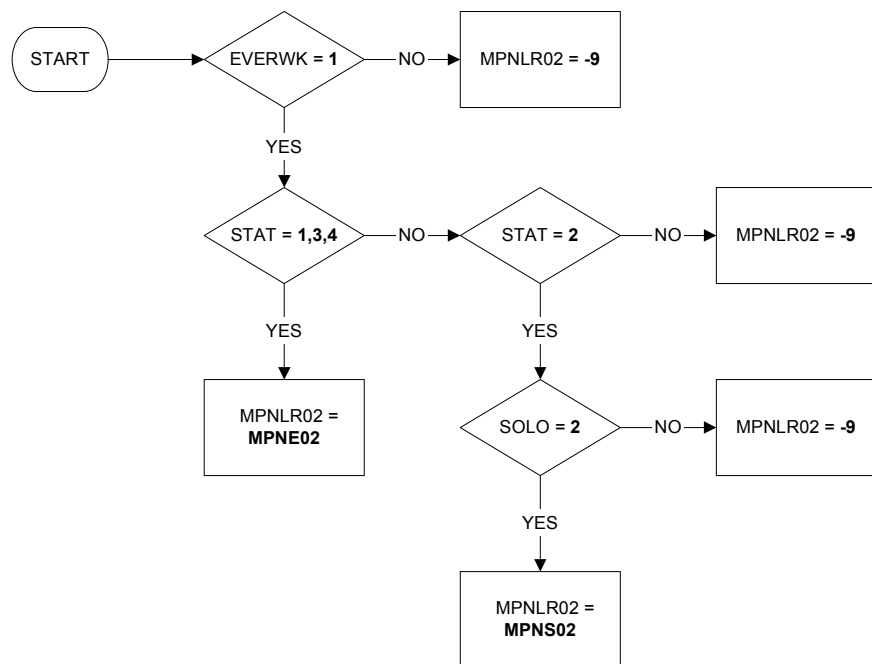 START
EVERWK = 1
NO
MPNLR02 = -9
YES
STAT = 1,3,4
NO
STAT = 2
NO
MPNLR02 = -9
YES
YES
MPNLR02 =
MPNE02
SOLO = 2
NO
MPNLR02 = -9
YES
MPNLR02 =
MPNS02